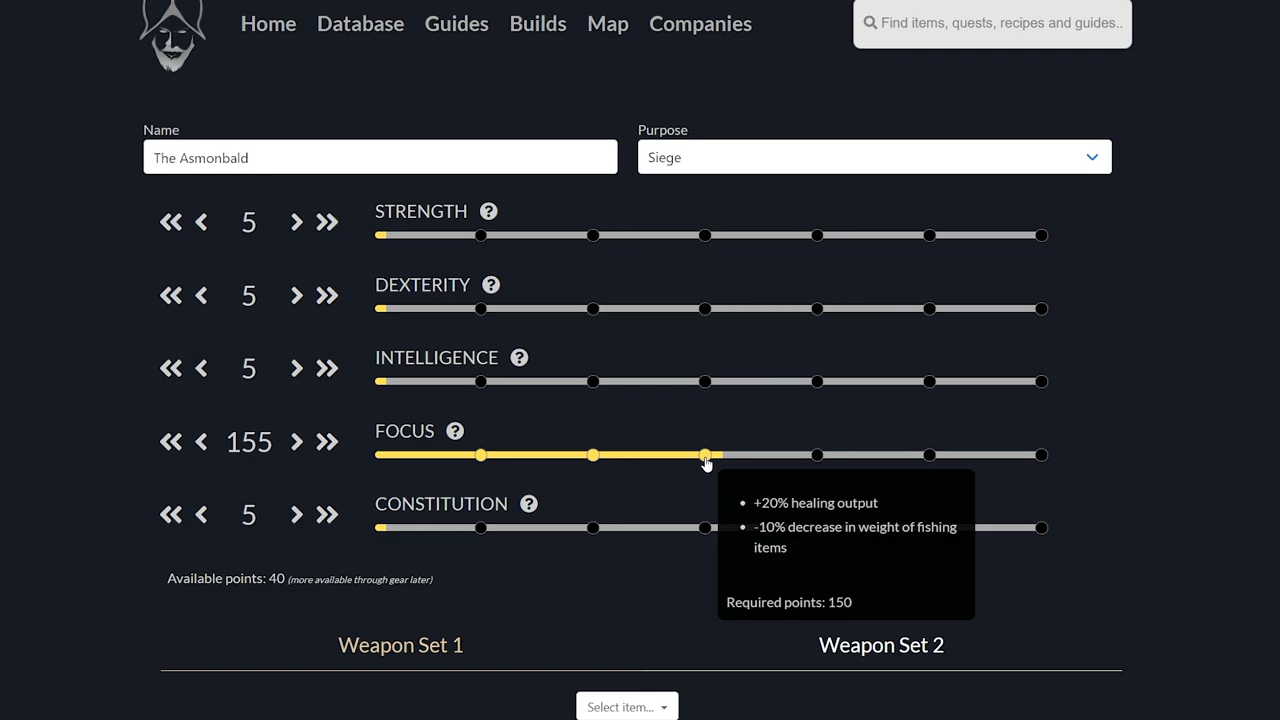 Home Database Guides Builds Map Companies
Find items, quests, recipes and guides..
Name
The Asmonbald
Purpose
Siege
5
STRENGTH ?
5
DEXTERITY ?
5
INTELLIGENCE ?
155
FOCUS ?
5
CONSTITUTION ?
• +20% healing output
• -10% decrease in weight of fishing
items
Required points: 150
Available points: 40 (more available through gear later)
Weapon Set 1
Weapon Set 2
Select item...